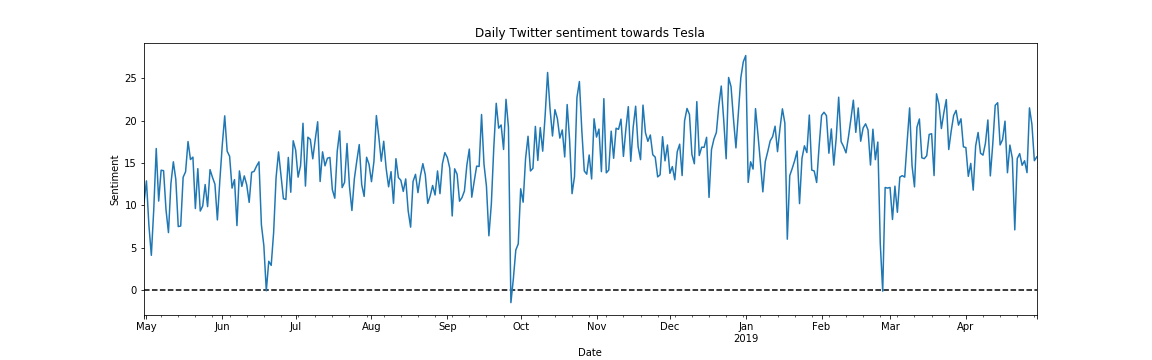 Daily Twitter sentiment towards Tesla
Sentiment
25
20
15
10
5
0
May Jun Jul Aug Sep Oct Nov Dec Jan Feb Mar Apr
2019
Date